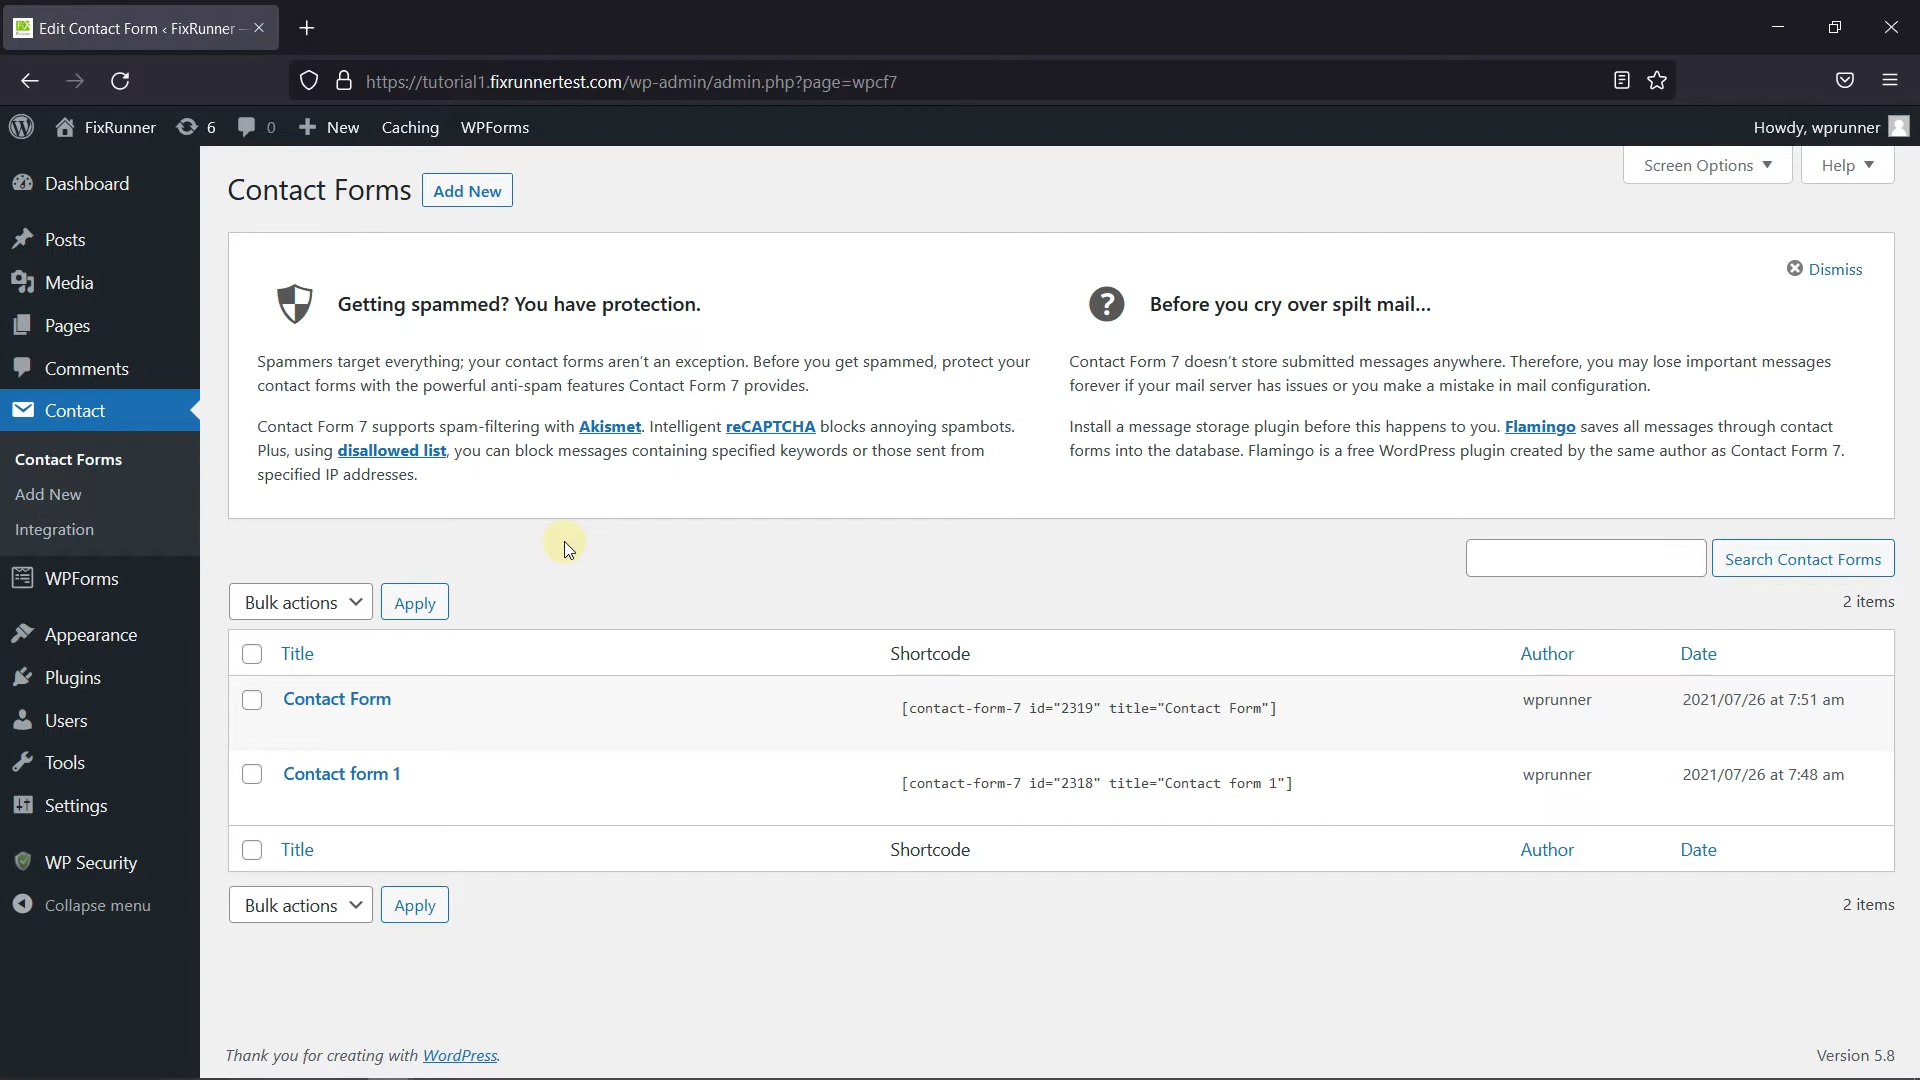 Edit Contact Form ‹ FixRunner —
https://tutorial1.fixrunnertest.com/wp-admin/admin.php?page=wpcf7
FixRunner 6 0 New Caching WPForms Howdy, wprunner
Screen Options Help
Dashboard
Posts
Media
Pages
Comments
Contact
Contact Forms
Add New
Integration
WPForms
Appearance
Plugins
Users
Tools
Settings
WP Security
Collapse menu
Contact Forms Add New
Dismiss
Getting spammed? You have protection.
Spammers target everything; your contact forms aren't an exception. Before you get spammed, protect your
contact forms with the powerful anti-spam features Contact Form 7 provides.
Contact Form 7 supports spam-filtering with Akismet. Intelligent reCAPTCHA blocks annoying spambots.
Plus, using disallowed list, you can block messages containing specified keywords or those sent from
specified IP addresses.
Before you cry over spilt mail...
Contact Form 7 doesn't store submitted messages anywhere. Therefore, you may lose important messages
forever if your mail server has issues or you make a mistake in mail configuration.
Install a message storage plugin before this happens to you. Flamingo saves all messages through contact
forms into the database. Flamingo is a free WordPress plugin created by the same author as Contact Form 7.
Search Contact Forms
Bulk actions Apply 2 items
Title Shortcode Author Date
Contact Form [contact-form-7 id="2319" title="Contact Form"] wprunner 2021/07/26 at 7:51 am
Contact form 1 [contact-form-7 id="2318" title="Contact form 1"] wprunner 2021/07/26 at 7:48 am
Title Shortcode Author Date
Bulk actions Apply 2 items
Thank you for creating with WordPress. Version 5.8